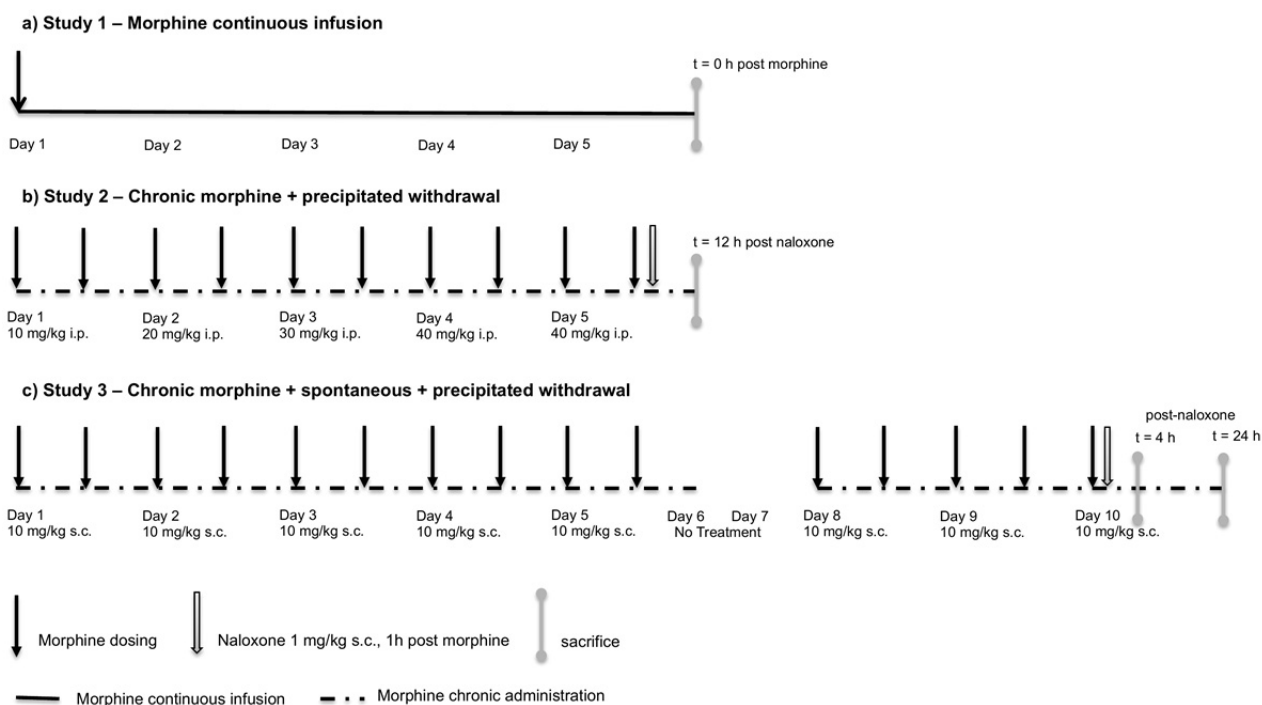 a) Study 1 – Morphine continuous infusion
t = 0 h post morphine
Day 1 Day 2 Day 3 Day 4 Day 5
b) Study 2 – Chronic morphine + precipitated withdrawal
t = 12 h post naloxone
Day 1 Day 2 Day 3 Day 4 Day 5
10 mg/kg i.p. 20 mg/kg i.p. 30 mg/kg i.p. 40 mg/kg i.p. 40 mg/kg i.p.
c) Study 3 – Chronic morphine + spontaneous + precipitated withdrawal
post-naloxone
t = 4 h t = 24 h
Day 1 Day 2 Day 3 Day 4 Day 5 Day 6 Day 7 Day 8 Day 9 Day 10
10 mg/kg s.c. 10 mg/kg s.c. 10 mg/kg s.c. 10 mg/kg s.c. 10 mg/kg s.c. No Treatment 10 mg/kg s.c. 10 mg/kg s.c. 10 mg/kg s.c.
Morphine dosing Naloxone 1 mg/kg s.c., 1h post morphine sacrifice
Morphine continuous infusion Morphine chronic administration